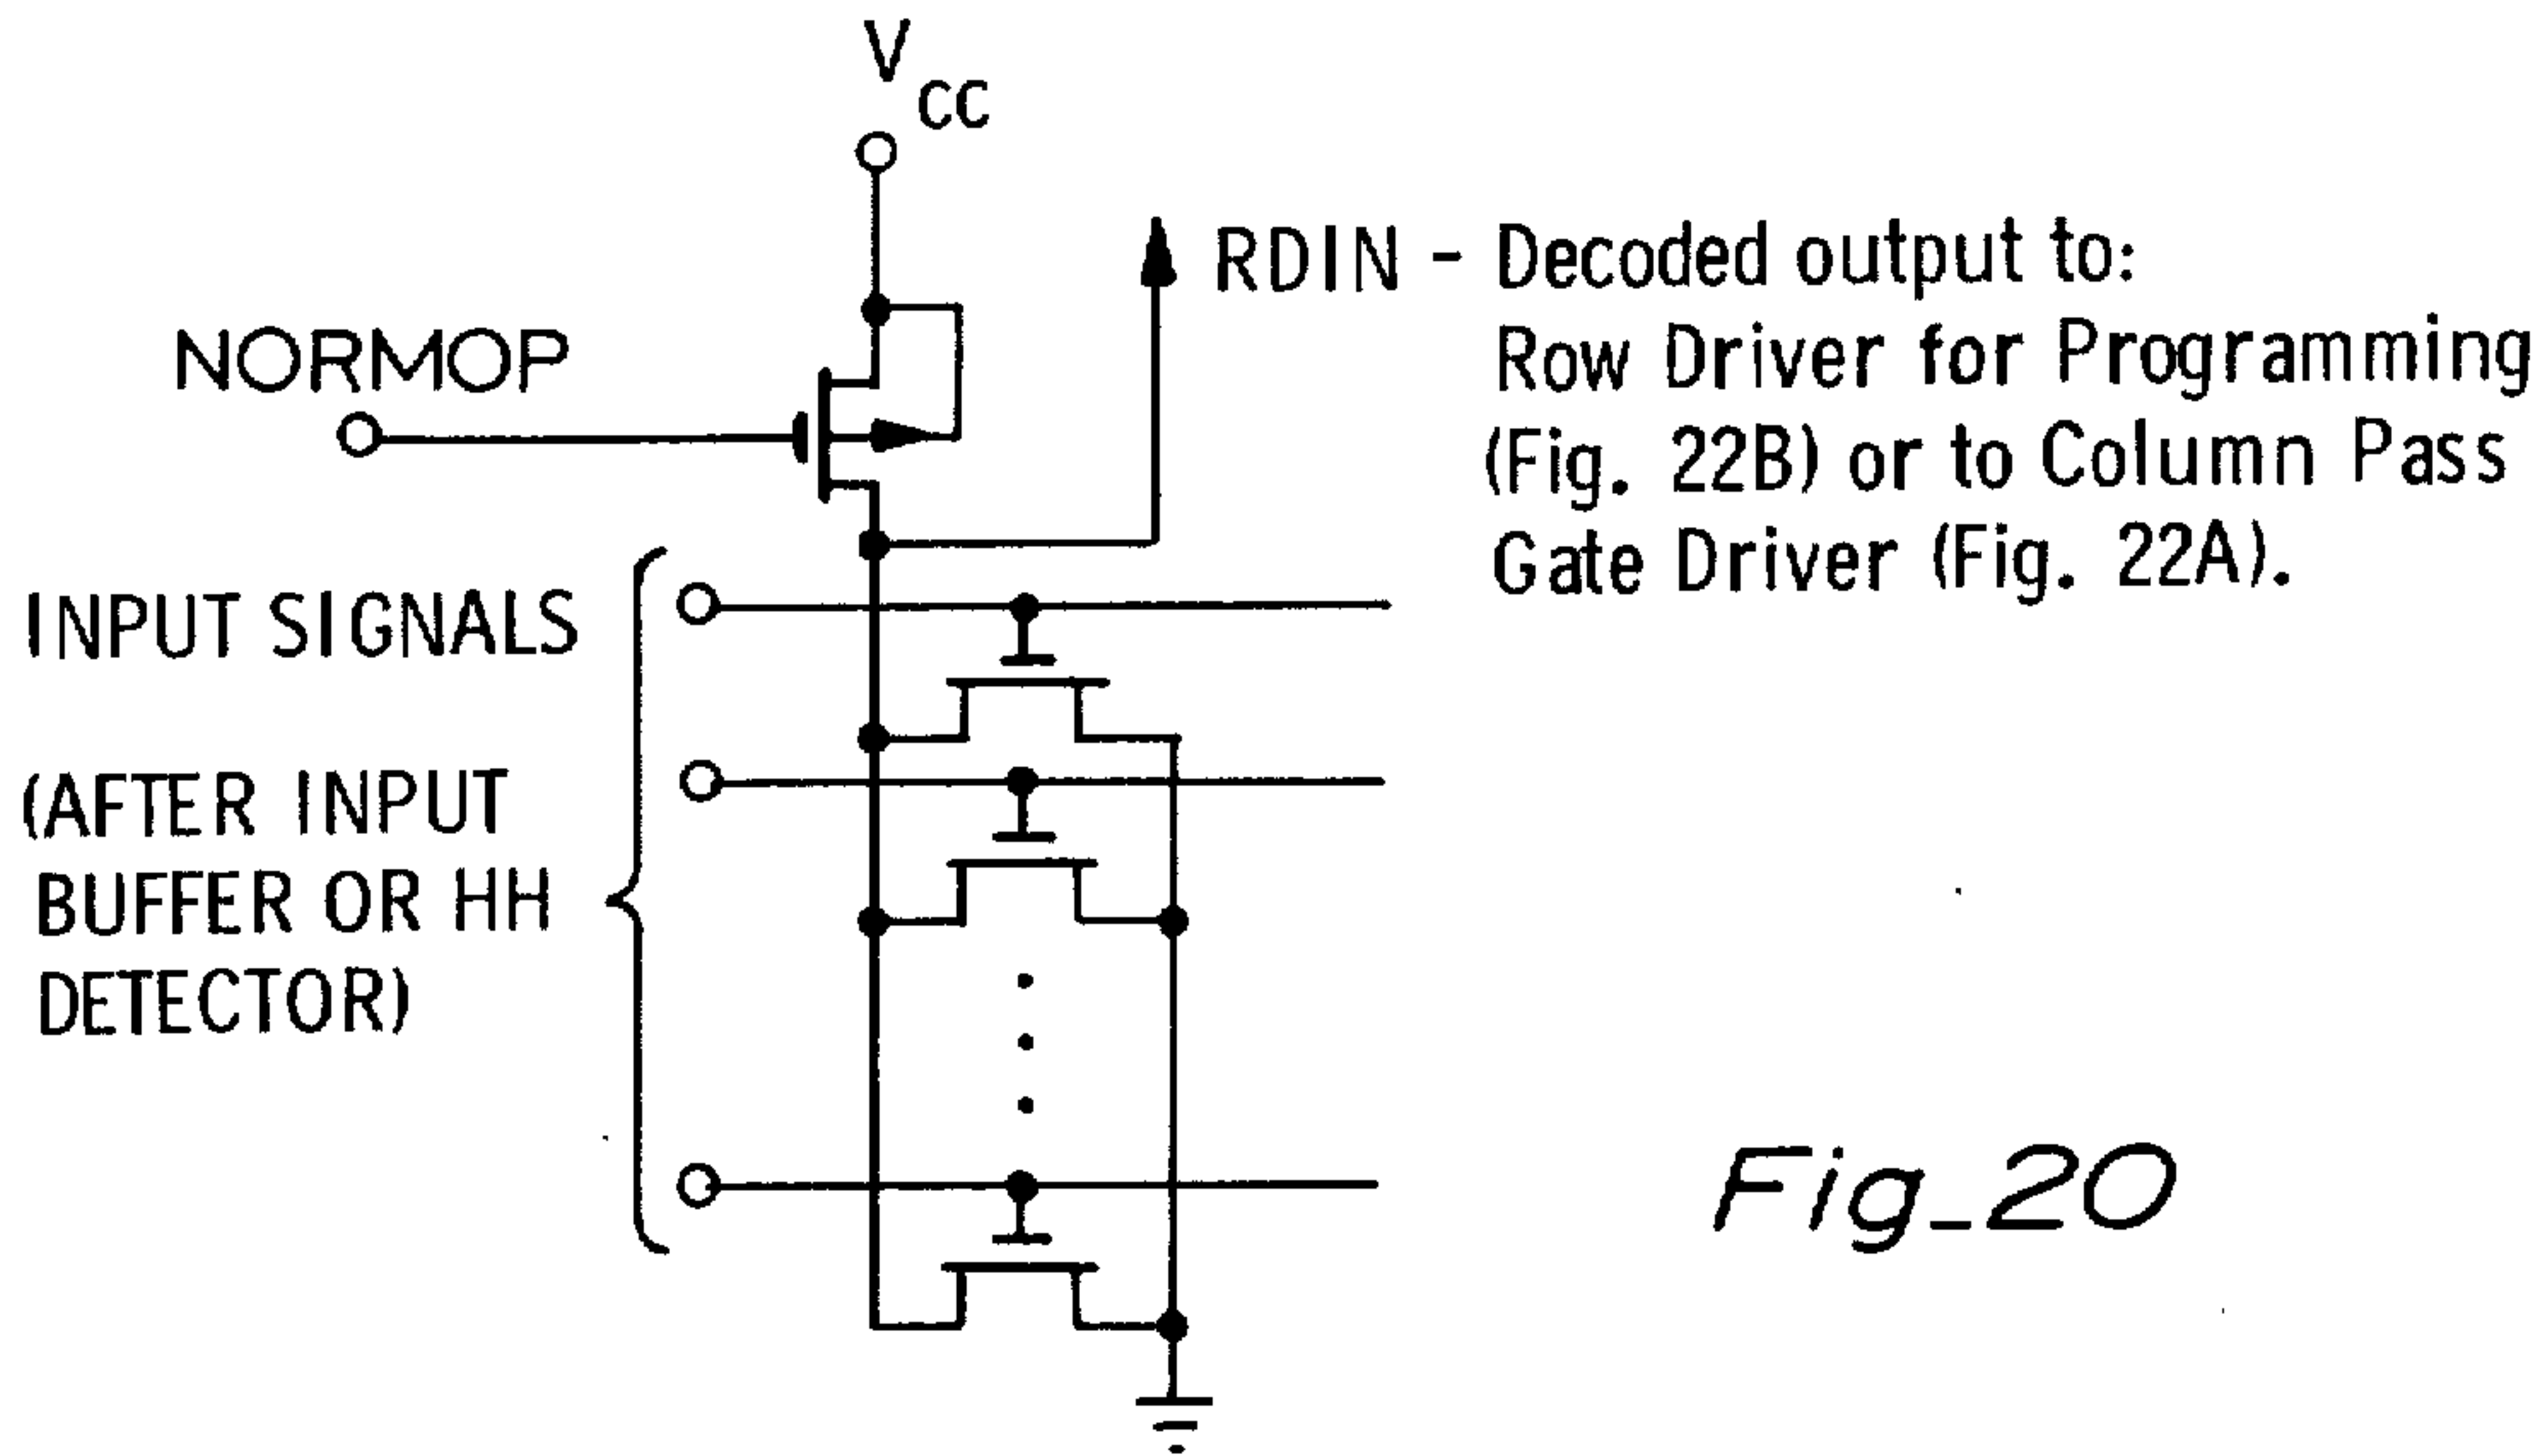 VCC
RDIN - Decoded output to:
Row Driver for Programming
(Fig. 22B) or to Column Pass
Gate Driver (Fig. 22A).
NORMOP
INPUT SIGNALS
(AFTER INPUT
BUFFER OR HH
DETECTOR)
Fig_20